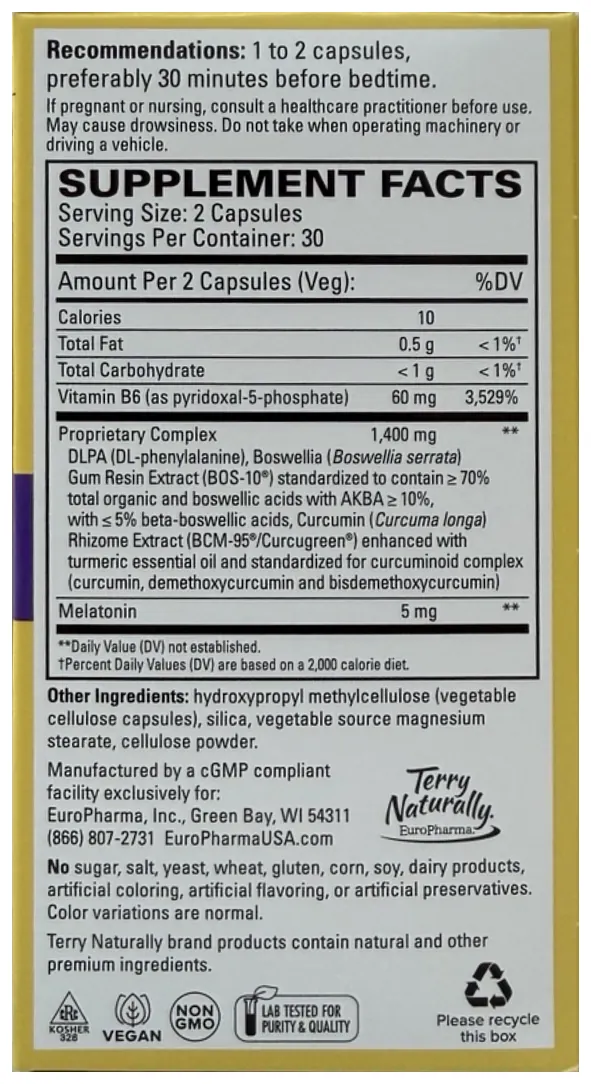 Recommendations: 1 to 2 capsules,
preferably 30 minutes before bedtime.
If pregnant or nursing, consult a healthcare practitioner before use.
May cause drowsiness. Do not take when operating machinery or
driving a vehicle.
SUPPLEMENT FACTS
Serving Size: 2 Capsules
Servings Per Container: 30
Amount Per 2 Capsules (Veg): %DV
Calories 10
Total Fat 0.5 g <1%†
Total Carbohydrate <1 g <1%†
Vitamin B6 (as pyridoxal-5-phosphate) 60 mg 3,529%
Proprietary Complex 1,400 mg **
DLPA (DL-phenylalanine), Boswellia (Boswellia serrata)
Gum Resin Extract (BOS-10®) standardized to contain ≥ 70%
total organic and boswellic acids with AKBA ≥ 10%,
with ≤ 5% beta-boswellic acids, Curcumin (Curcuma longa)
Rhizome Extract (BCM-95®/Curcugreen®) enhanced with
turmeric essential oil and standardized for curcuminoid complex
(curcumin, demethoxycurcumin and bisdemethoxycurcumin)
Melatonin 5 mg **
**Daily Value (DV) not established.
†Percent Daily Values (DV) are based on a 2,000 calorie diet.
Other Ingredients: hydroxypropyl methylcellulose (vegetable
cellulose capsules), silica, vegetable source magnesium
stearate, cellulose powder.
Manufactured by a cGMP compliant
facility exclusively for:
EuroPharma, Inc., Green Bay, WI 54311
(866) 807-2731 EuroPharmaUSA.com
Terry
Naturally.
EuroPharma.
No sugar, salt, yeast, wheat, gluten, corn, soy, dairy products,
artificial coloring, artificial flavoring, or artificial preservatives.
Color variations are normal.
Terry Naturally brand products contain natural and other
premium ingredients.
KOSHER
326
VEGAN
NON
GMO
LAB TESTED FOR
PURITY & QUALITY
Please recycle
this box